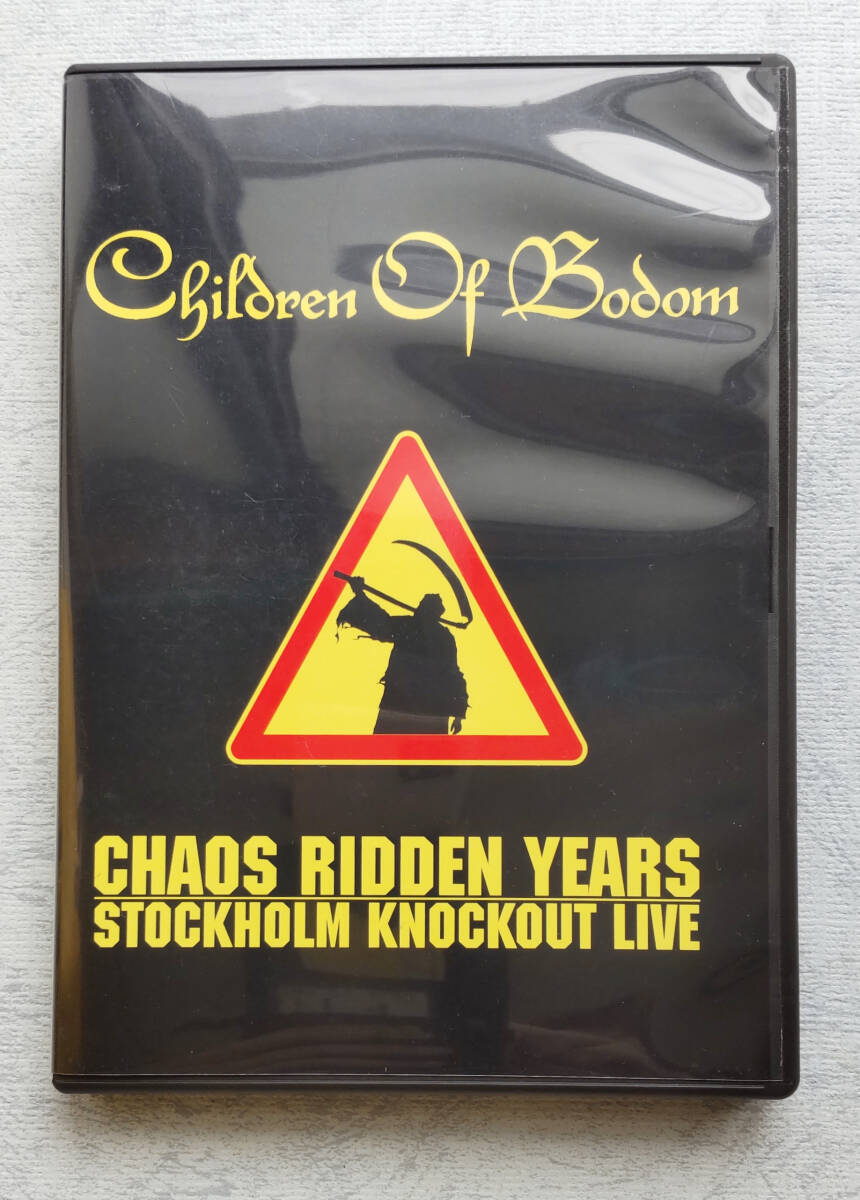 Children Of Bodom
CHAOS RIDDEN YEARS
STOCKHOLM KNOCKOUT LIVE